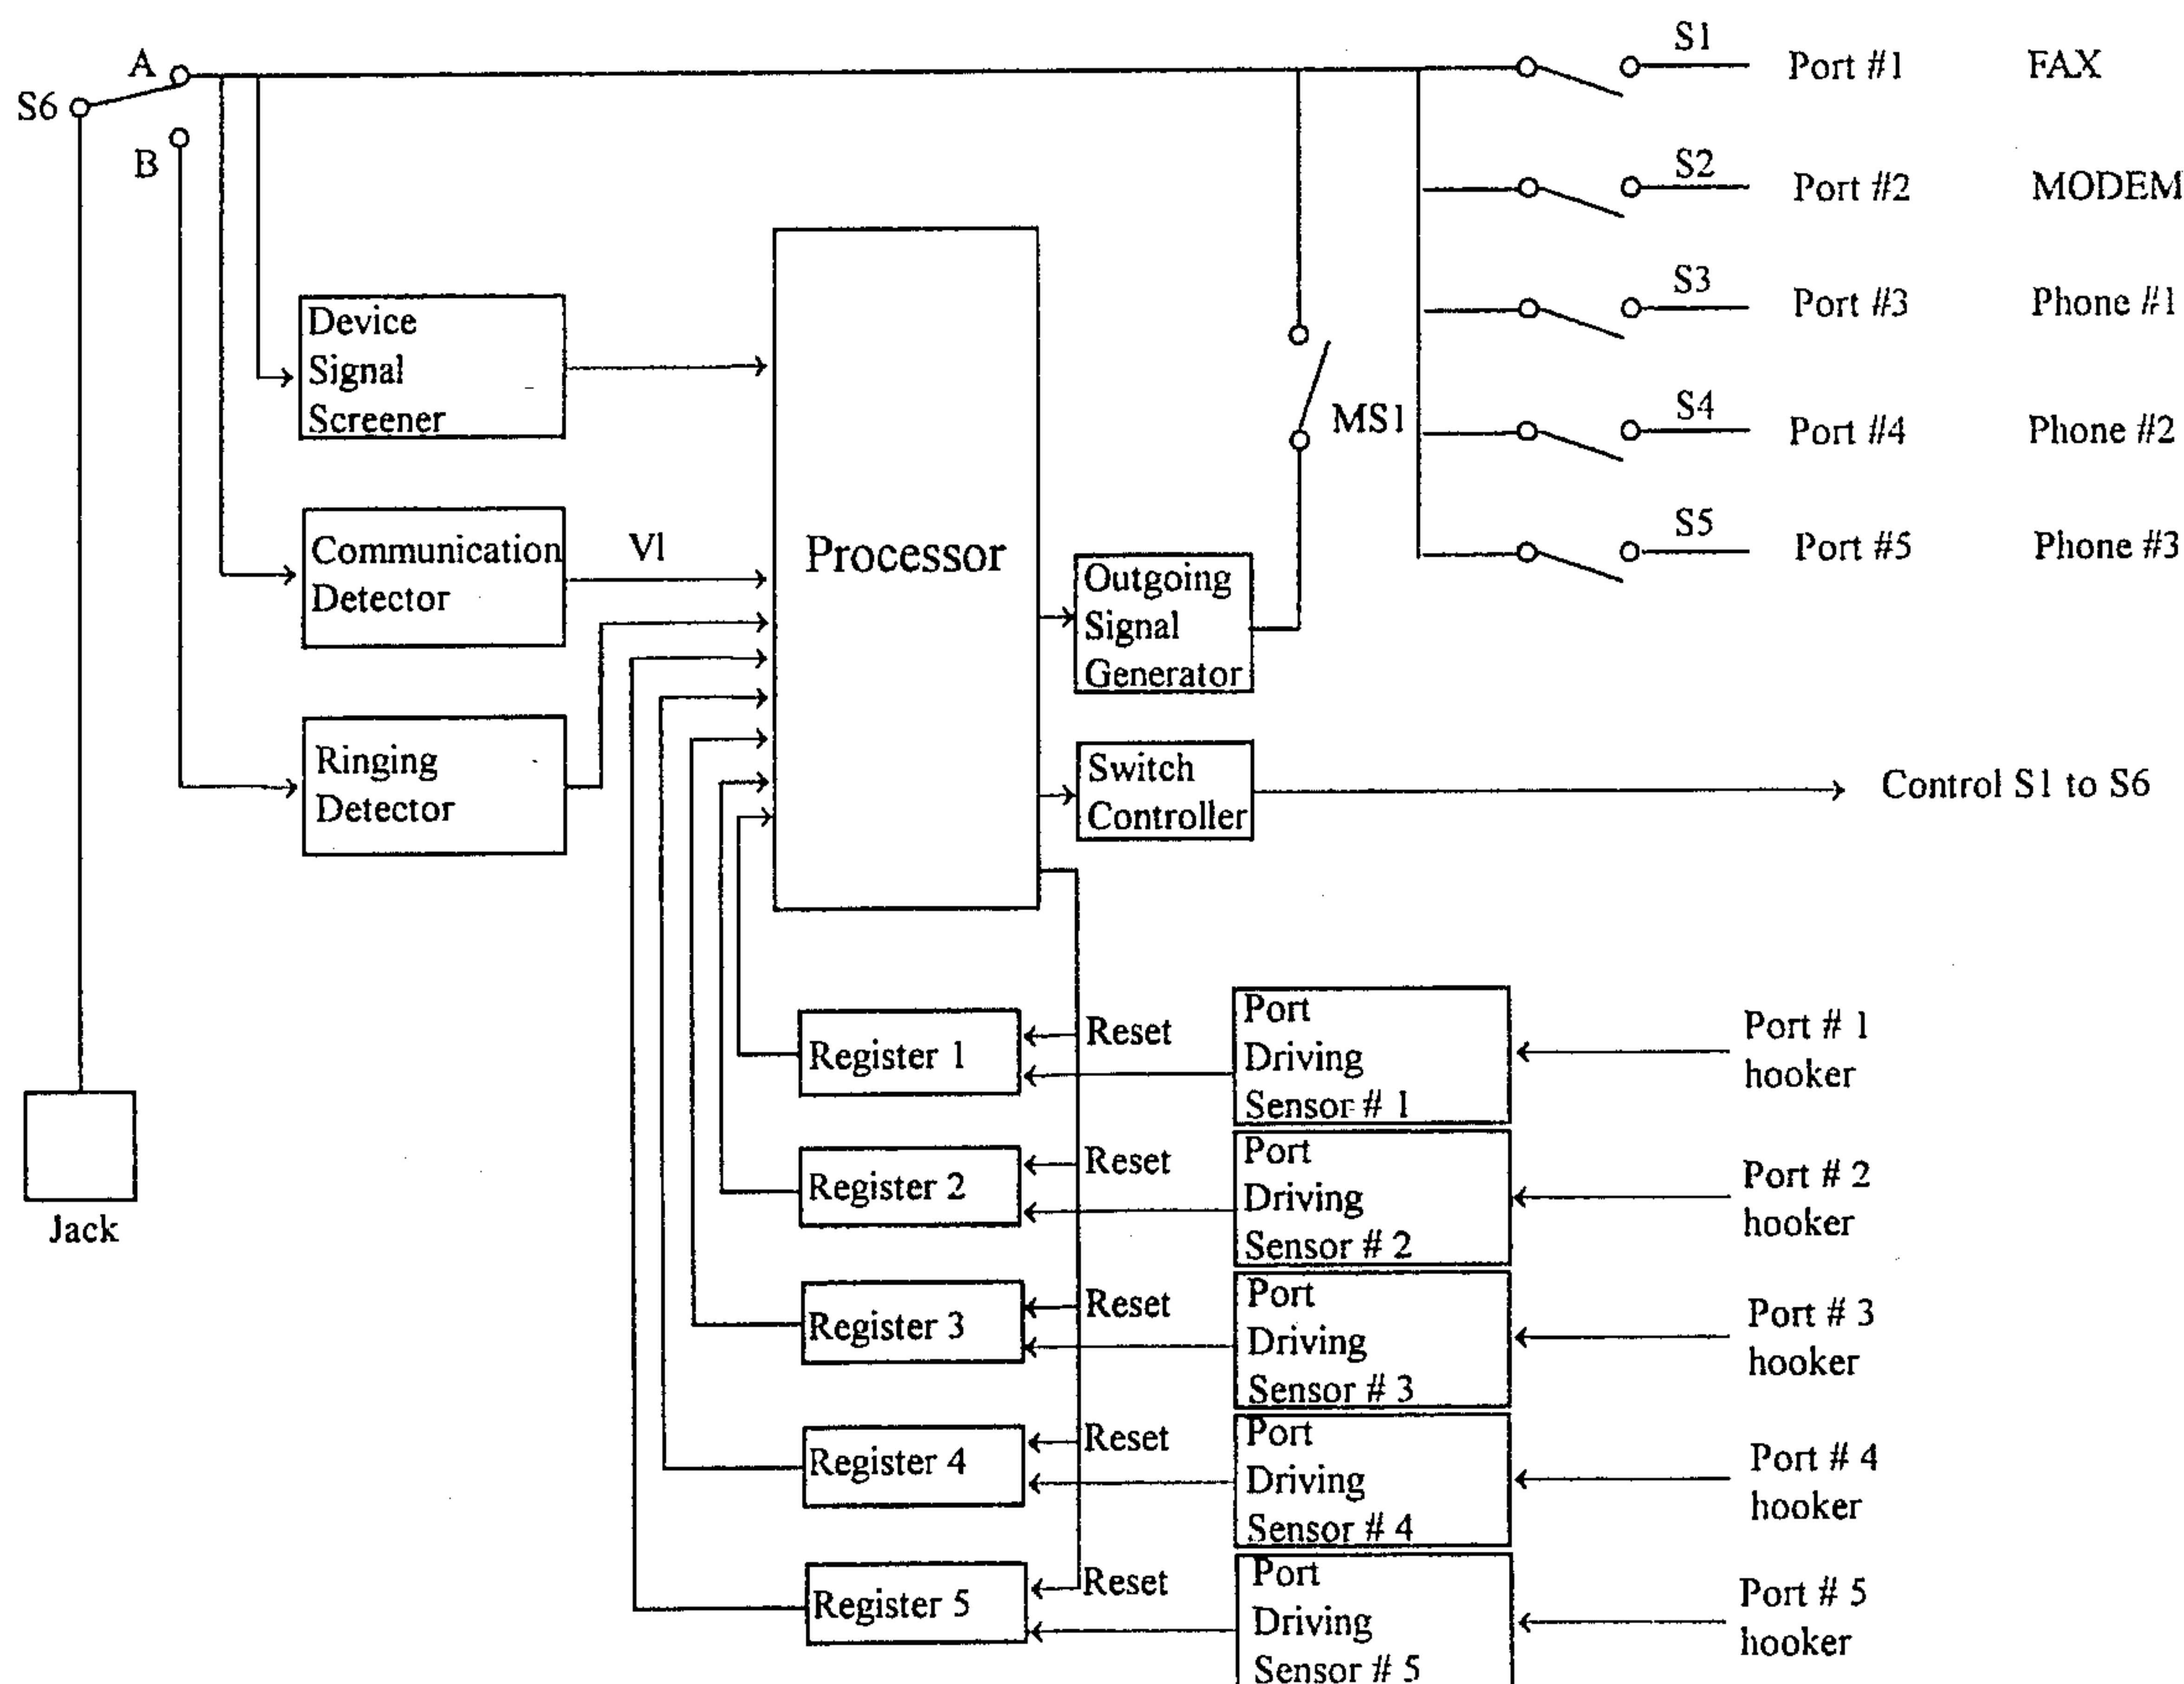 A
S6
B
S1 Port #1 FAX
S2 Port #2 MODEM
S3 Port #3 Phone #1
S4 Port #4 Phone #2
S5 Port #5 Phone #3
MS1
Device
Signal
Screener
Communication
Detector
V1
Ringing
Detector
Processor
Outgoing
Signal
Generator
Switch
Controller
Control S1 to S6
Jack
Register 1
Reset
Port
Driving
Sensor # 1
Port # 1
hooker
Register 2
Reset
Port
Driving
Sensor # 2
Port # 2
hooker
Register 3
Reset
Port
Driving
Sensor # 3
Port # 3
hooker
Register 4
Reset
Port
Driving
Sensor # 4
Port # 4
hooker
Register 5
Reset
Port
Driving
Sensor # 5
Port # 5
hooker